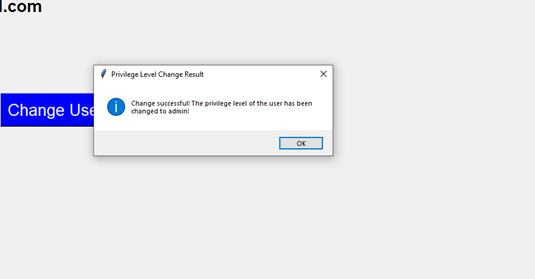 l.com
Privilege Level Change Result
Change successful! The privilege level of the user has been
changed to admin!
Change Use
OK